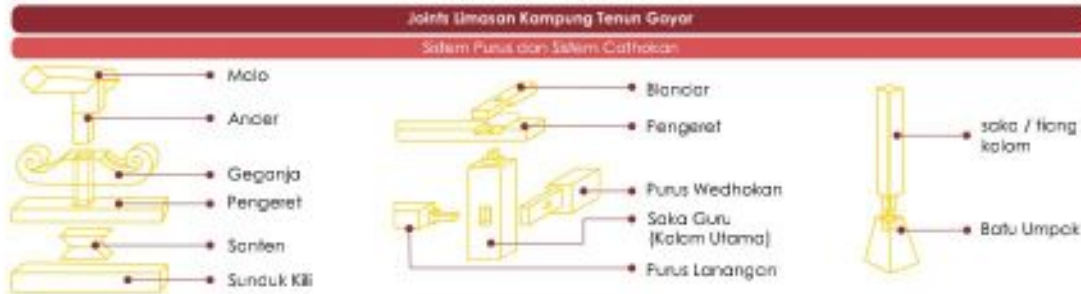 Joints Limasan Kampung Tenun Goyor
Sistem Purus dan Sistem Cathokan
Molo
Ander
Geganja
Pengeret
Santen
Sunduk Kili
Blandar
Pengeret
Purus Wedhokan
Saka Guru
(Kolom Utama)
Purus Lanangan
saka / tiang
kolom
Batu Umpak